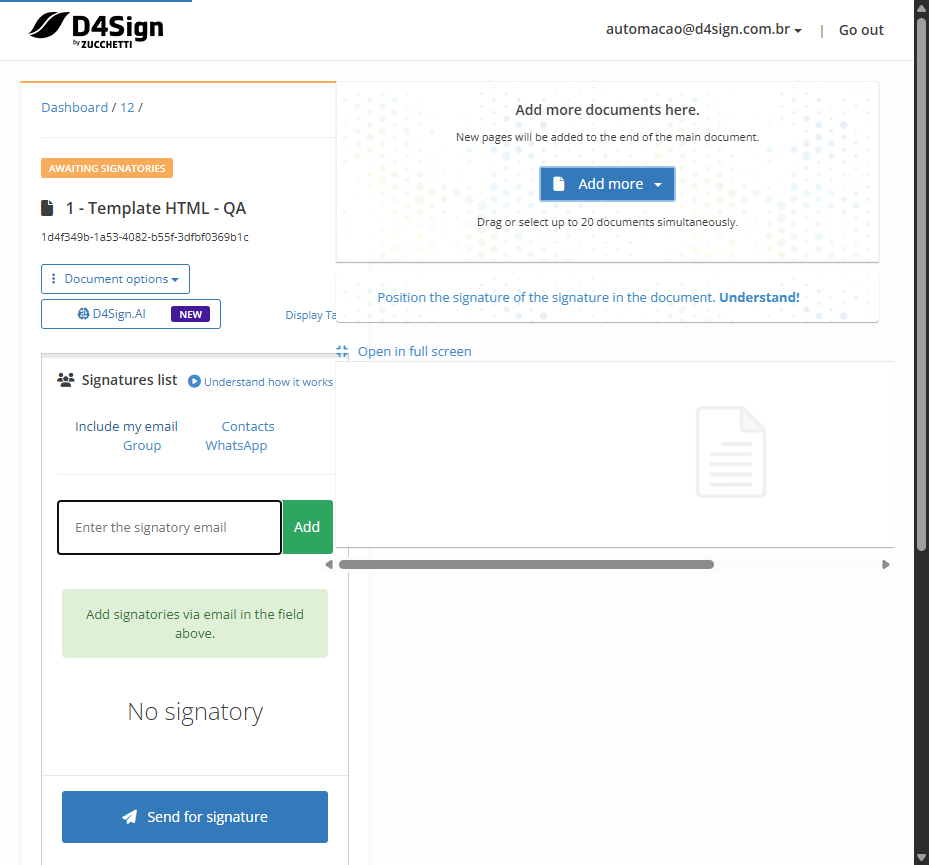 D4Sign
by ZUCCHETTI
automacao@d4sign.com.br | Go out
Dashboard / 12 /
AWAITING SIGNATORIES
1 - Template HTML - QA
1d4f349b-1a53-4082-b55f-3dfbf0369b1c
Document options
D4Sign.AI NEW
Display Ta
Signatures list Understand how it works
Include my email Contacts
Group WhatsApp
Enter the signatory email Add
Add signatories via email in the field
above.
No signatory
Send for signature
Add more documents here.
New pages will be added to the end of the main document.
Add more
Drag or select up to 20 documents simultaneously.
Position the signature of the signature in the document. Understand!
Open in full screen